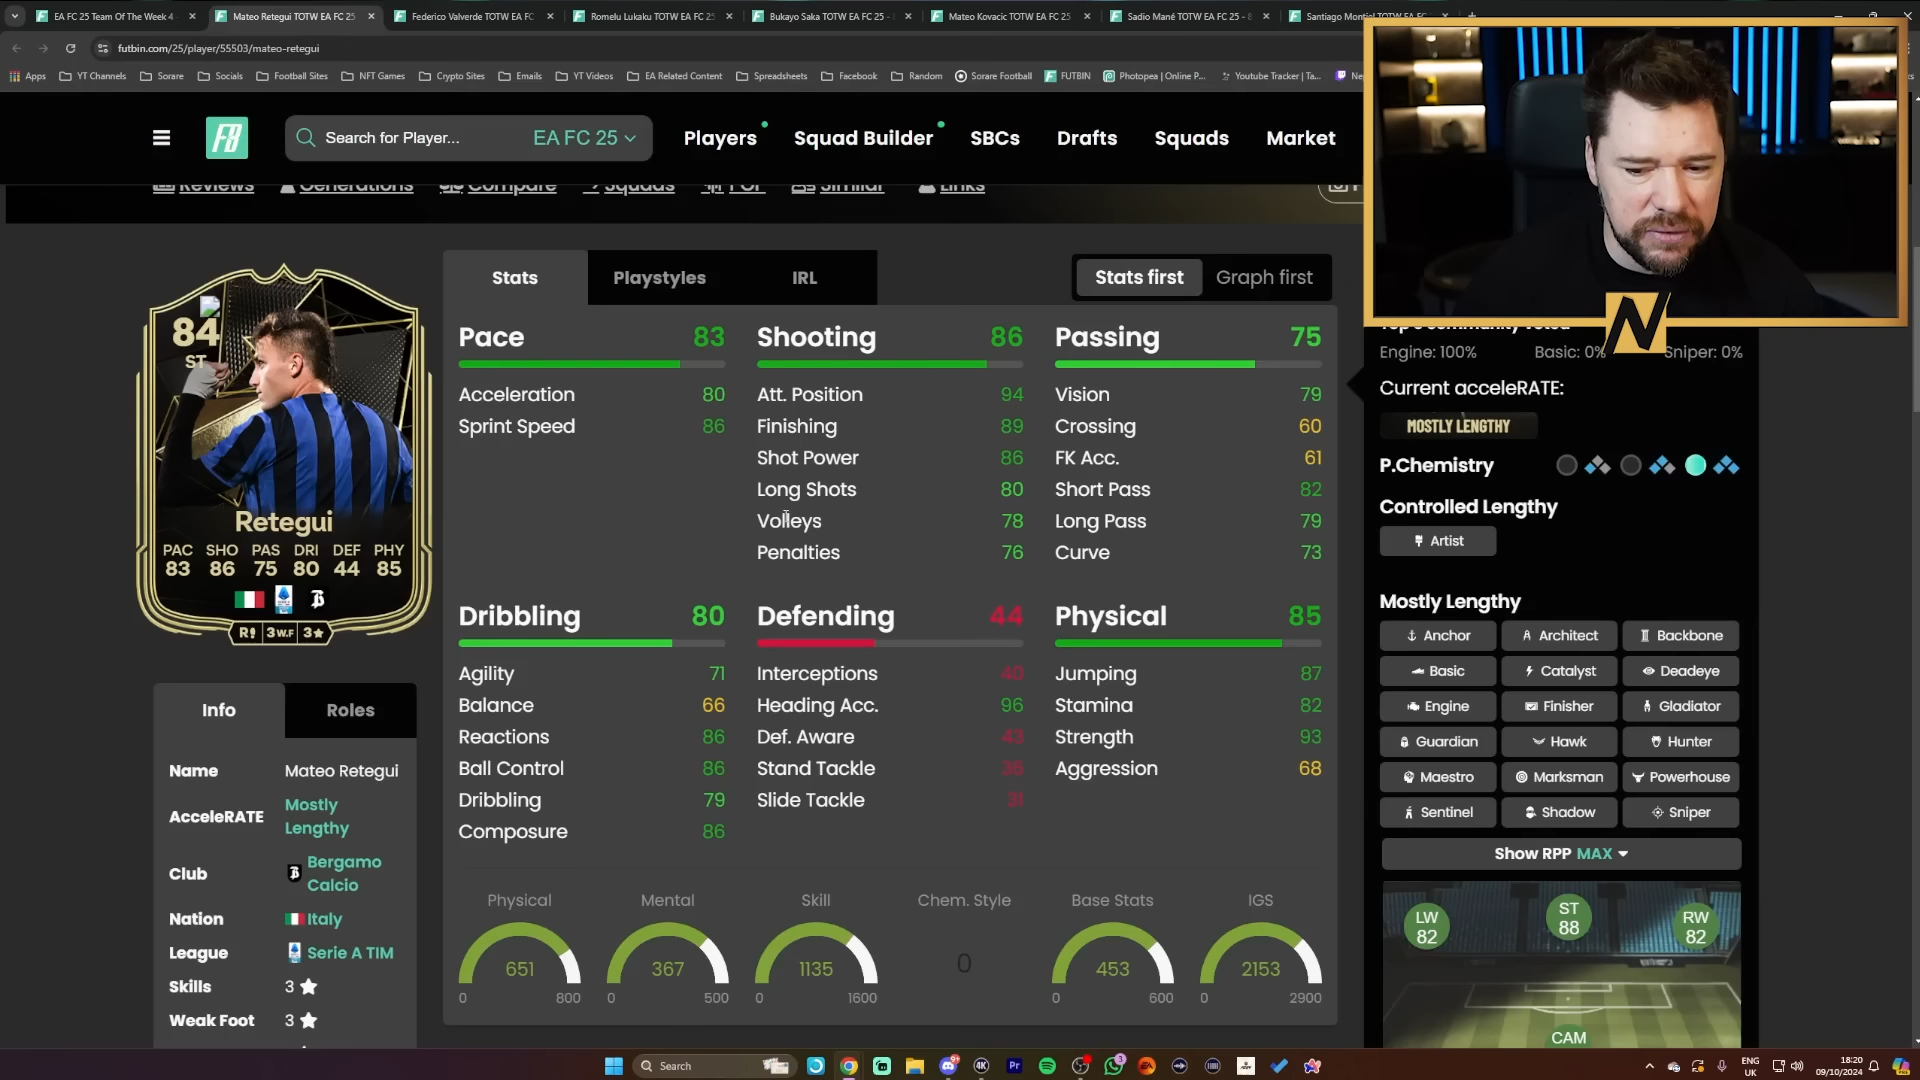 EA FC 25 Team Of The Week 4
Mateo Retegui TOTW EA FC 25
Federico Valverde TOTW EA FC
Romelu Lukaku TOTW EA FC 25
Bukayo Saka TOTW EA FC 25 -
Mateo Kovacic TOTW EA FC 25
Sadio Mané TOTW EA FC 25 - 8
Santiago Montiel TOTW EA FC
futbin.com/25/player/55503/mateo-retegui
Apps
YT Channels
Sorare
Socials
Football Sites
NFT Games
Crypto Sites
Emails
YT Videos
EA Related Content
Spreadsheets
Facebook
Random
Sorare Football
FUTBIN
Photopea | Online P...
Youtube Tracker | Ta...
Search for Player...
EA FC 25
Players
Squad Builder
SBCs
Drafts
Squads
Market
Reviews
Generations
Compare
Squads
Similar
Links
Stats
Playstyles
IRL
Stats first
Graph first
84
ST
Retegui
PAC SHO PAS DRI DEF PHY
83 86 75 80 44 85
3 W.F
3★
Pace 83
Acceleration 80
Sprint Speed 86
Shooting 86
Att. Position 94
Finishing 89
Shot Power 86
Long Shots 80
Volleys 78
Penalties 76
Passing 75
Vision 79
Crossing 60
FK Acc. 61
Short Pass 82
Long Pass 79
Curve 73
Dribbling 80
Agility 71
Balance 66
Reactions 86
Ball Control 86
Dribbling 79
Composure 86
Defending 44
Interceptions 40
Heading Acc. 96
Def. Aware 43
Stand Tackle 36
Slide Tackle 31
Physical 85
Jumping 87
Stamina 82
Strength 93
Aggression 68
Physical
651
0 800
Mental
367
0 500
Skill
1135
0 1600
Chem. Style
0
Base Stats
453
0 600
IGS
2153
0 2900
Info
Roles
Name Mateo Retegui
AcceleRATE Mostly Lengthy
Club Bergamo Calcio
Nation Italy
League Serie A TIM
Skills 3
Weak Foot 3
Engine: 100%
Basic: 0%
Sniper: 0%
Current acceleRATE:
MOSTLY LENGTHY
P.Chemistry
Controlled Lengthy
Artist
Mostly Lengthy
Anchor
Architect
Backbone
Basic
Catalyst
Deadeye
Engine
Finisher
Gladiator
Guardian
Hawk
Hunter
Maestro
Marksman
Powerhouse
Sentinel
Shadow
Sniper
Show RPP MAX
LW
82
ST
88
RW
82
CAM
Search
ENG
UK
18:20
09/10/2024